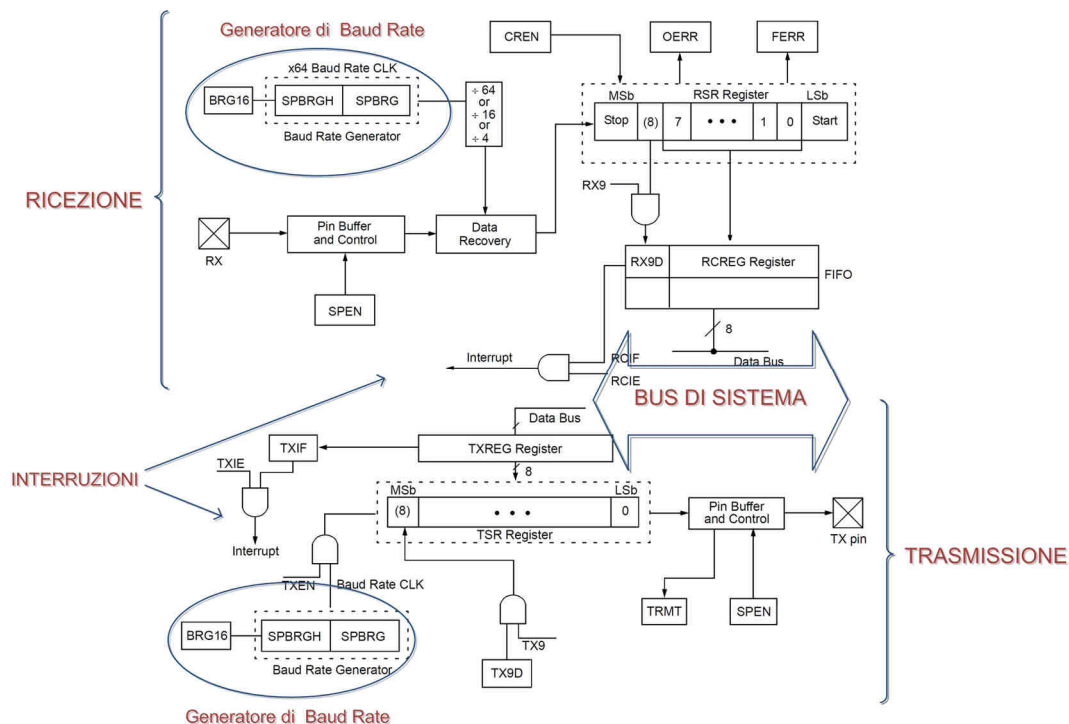 Generatore di Baud Rate
x64 Baud Rate CLK
BRG16
SPBRGH
SPBRG
Baud Rate Generator
÷ 64
or
÷ 16
or
÷ 4
CREN
OERR
FERR
MSb
RSR Register
LSb
Stop
(8)
7
• • •
1
0
Start
RICEZIONE
RX
Pin Buffer
and Control
Data
Recovery
SPEN
RX9
RX9D
RCREG Register
FIFO
8
Data Bus
Interrupt
RCIF
RCIE
BUS DI SISTEMA
INTERRUZIONI
Data Bus
TXIF
TXREG Register
TXIE
8
Interrupt
MSb
LSb
(8)
• • •
0
TSR Register
Pin Buffer
and Control
TX pin
TRASMISSIONE
TXEN
Baud Rate CLK
TRMT
SPEN
BRG16
SPBRGH
SPBRG
Baud Rate Generator
TX9
TX9D
Generatore di Baud Rate